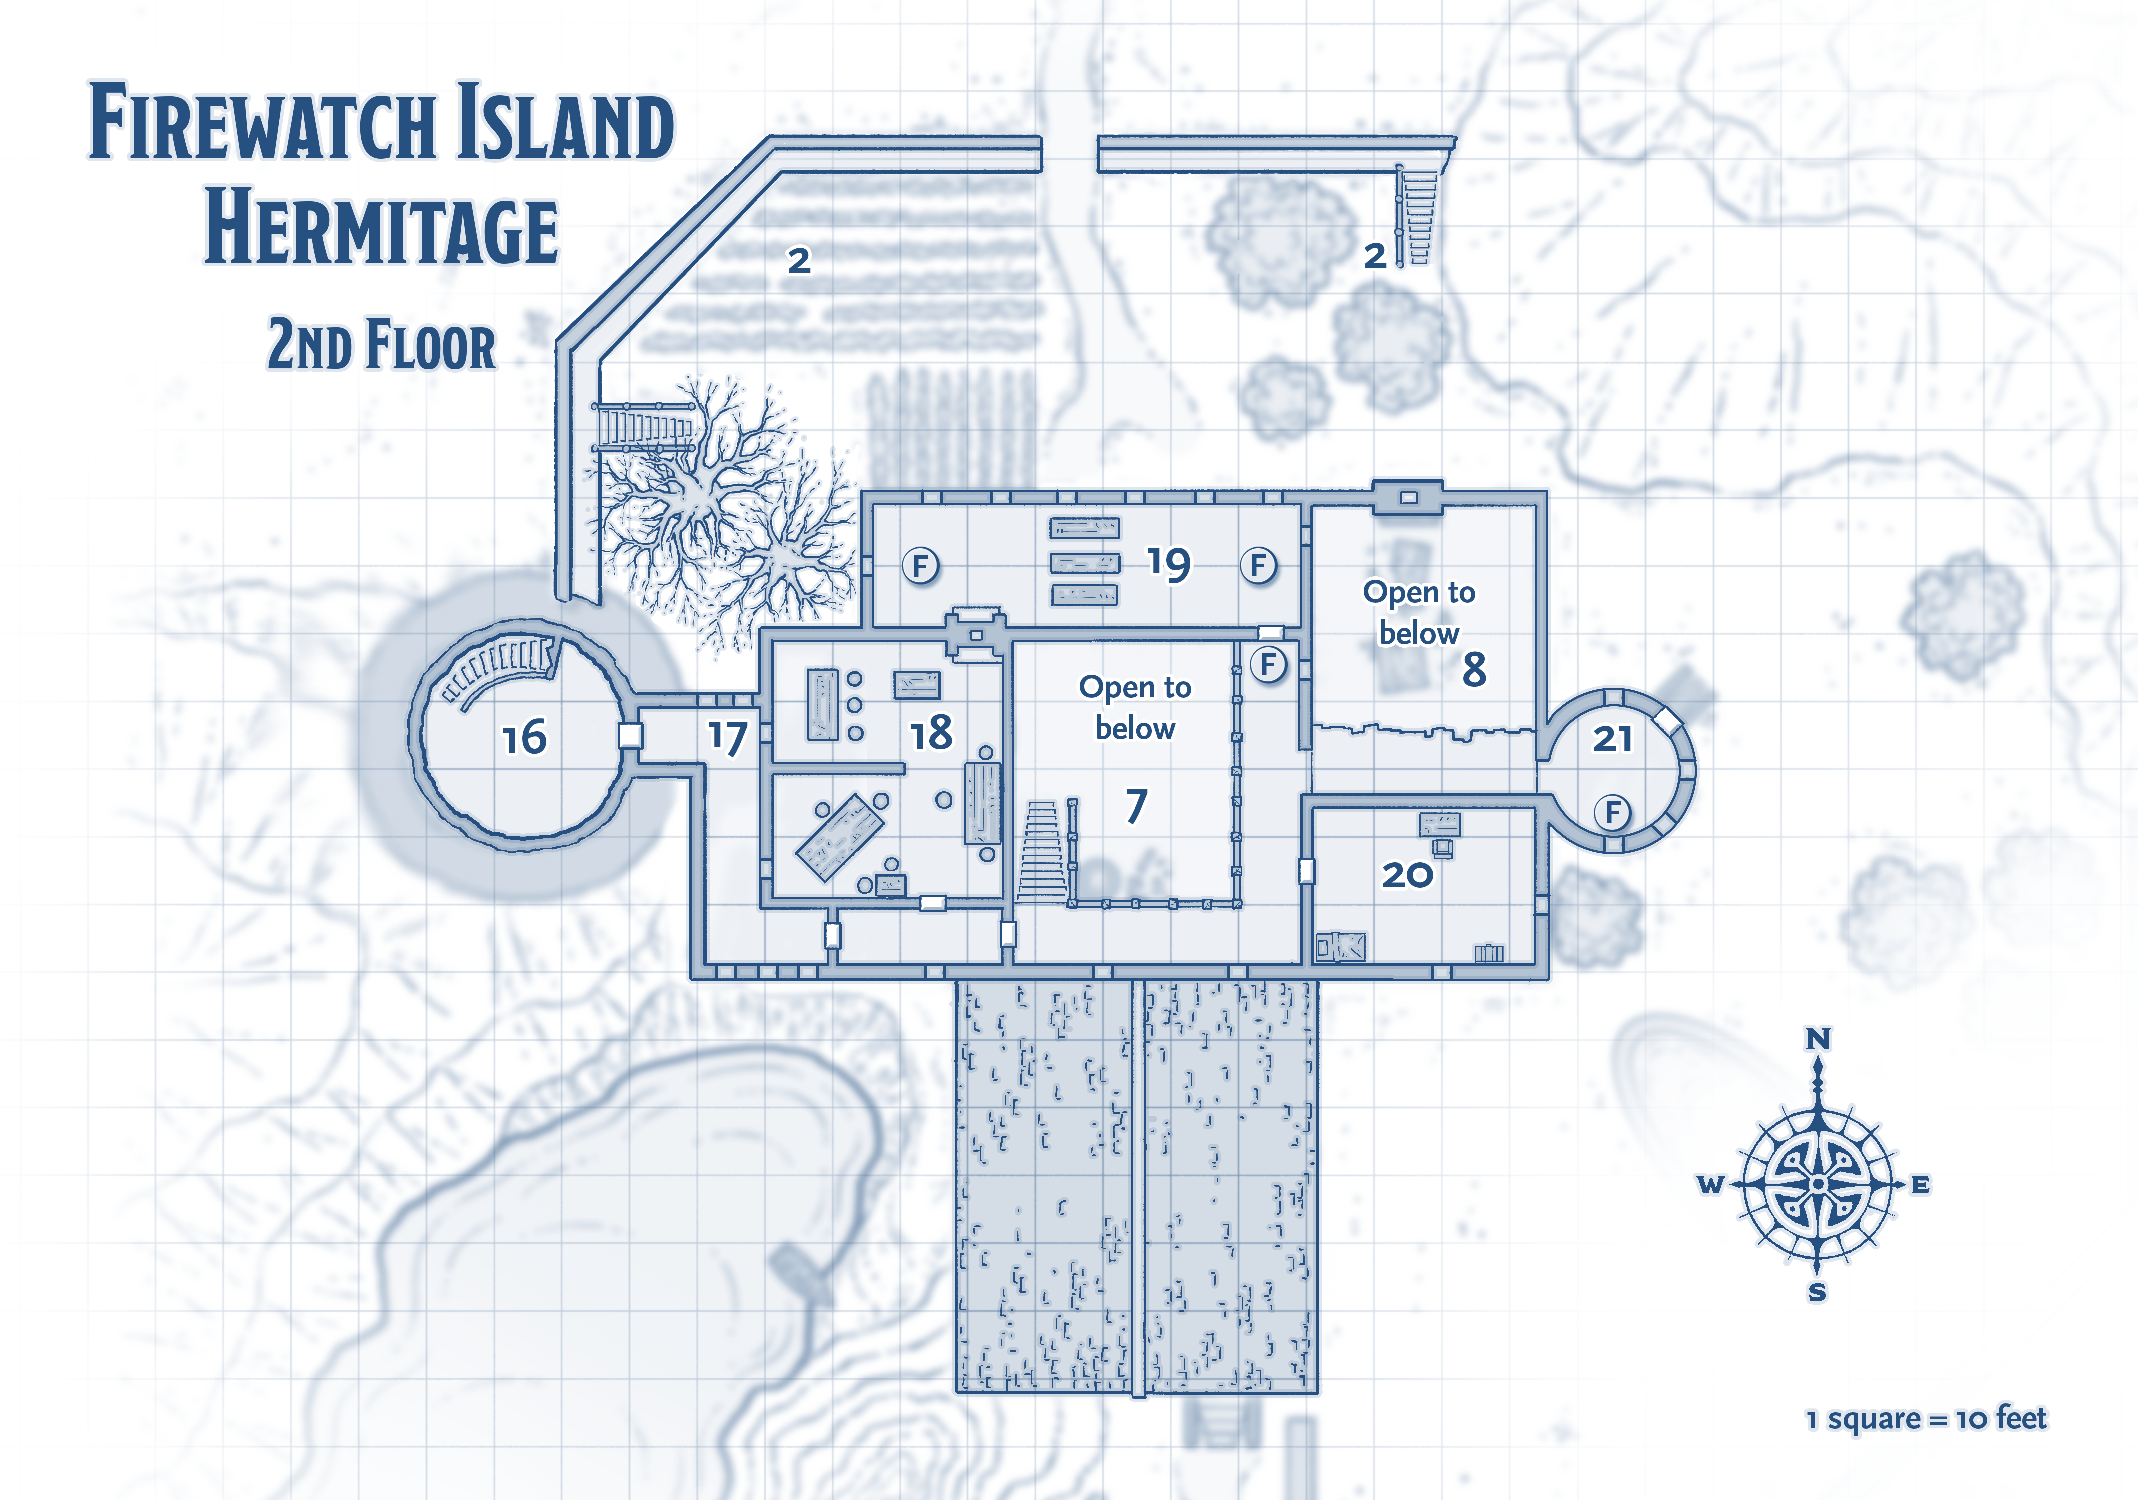 FIREWATCH ISLAND
HERMITAGE
2ND FLOOR
2
2
F
19
F
Open to
below
8
16
17
18
Open to
below
F
7
21
F
20
N
W
E
S
1 square = 10 feet